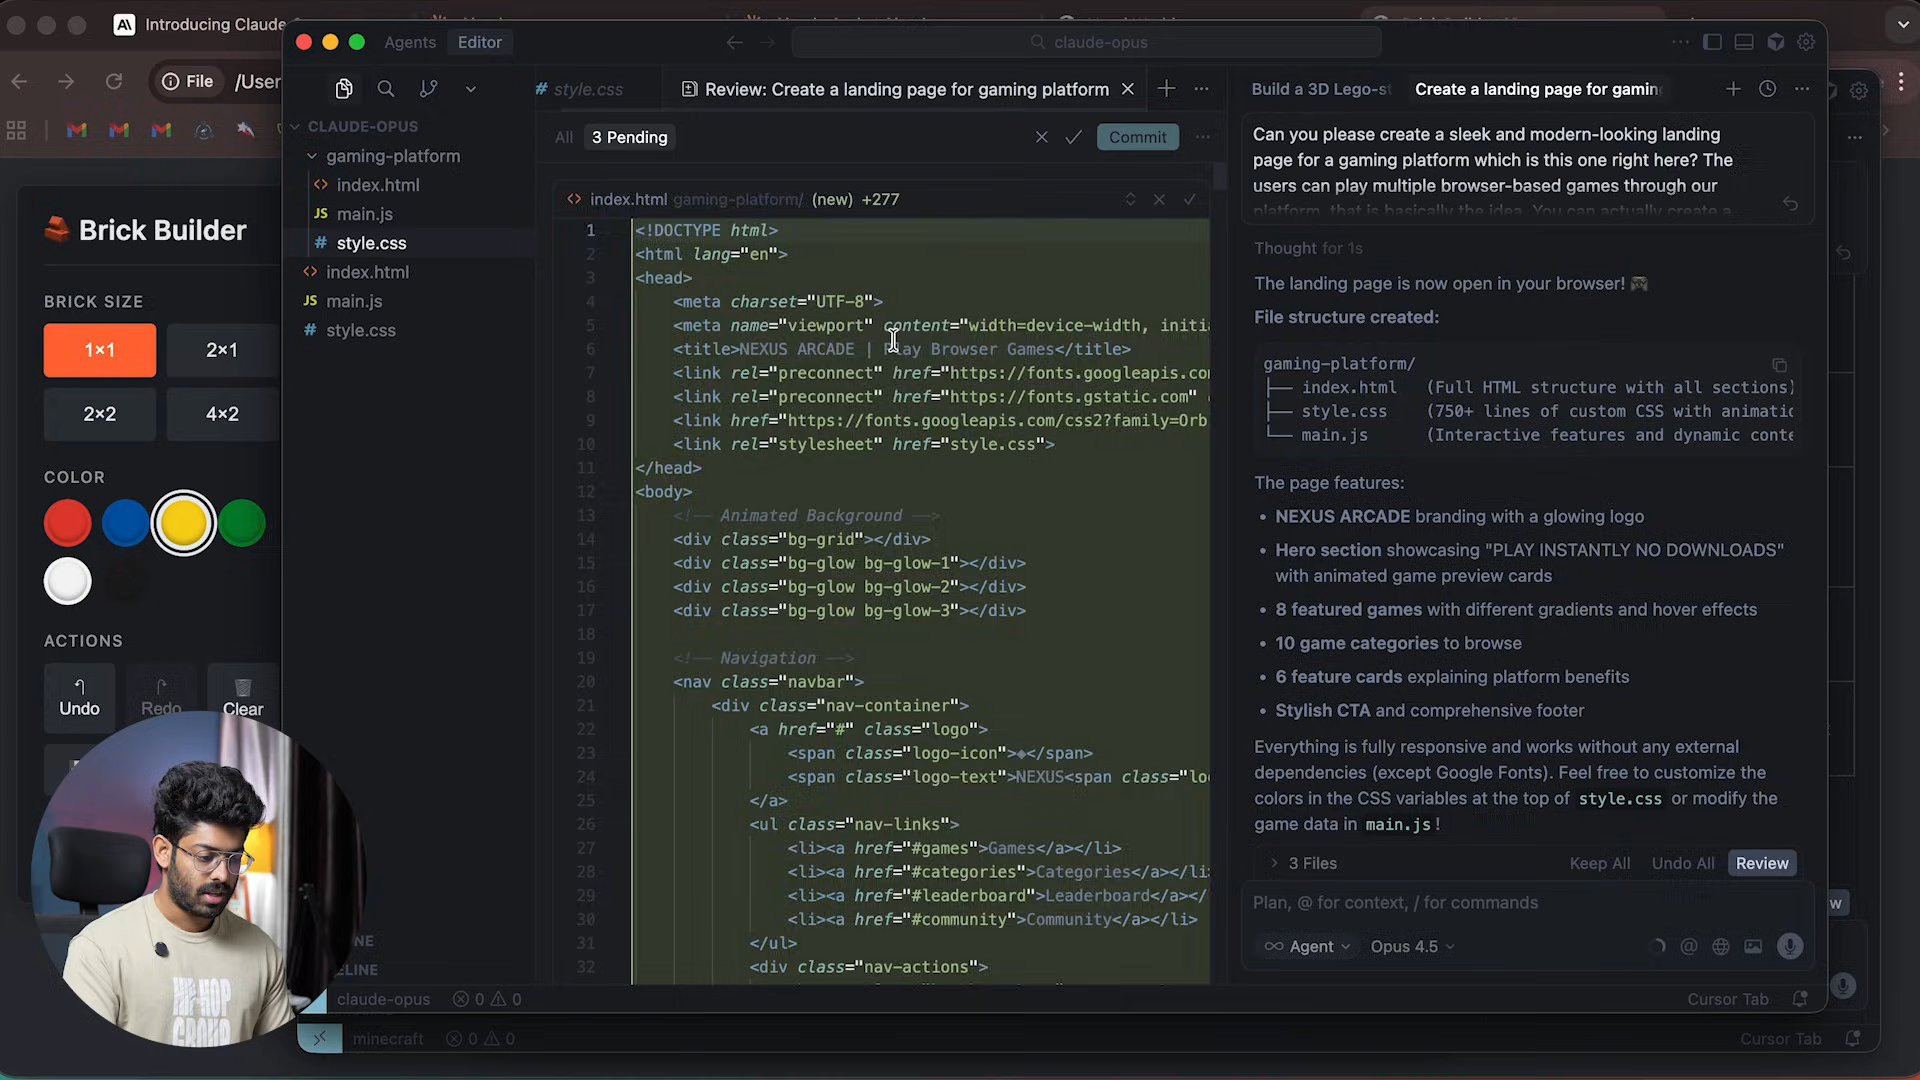 Introducing Claude
File
/User
Brick Builder
BRICK SIZE
1×1
2×1
2×2
4×2
COLOR
ACTIONS
Undo
Redo
Clear
HIP HOP
GROUP
Agents
Editor
claude-opus
CLAUDE-OPUS
gaming-platform
index.html
JS main.js
# style.css
index.html
JS main.js
# style.css
# style.css
Review: Create a landing page for gaming platform
All
3 Pending
Commit
index.html gaming-platform/ (new) +277
1 <!DOCTYPE html>
2 <html lang="en">
3 <head>
4 <meta charset="UTF-8">
5 <meta name="viewport" content="width=device-width, initi
6 <title>NEXUS ARCADE | Play Browser Games</title>
7 <link rel="preconnect" href="https://fonts.googleapis.co
8 <link rel="preconnect" href="https://fonts.gstatic.com"
9 <link href="https://fonts.googleapis.com/css2?family=Orb
10 <link rel="stylesheet" href="style.css">
11 </head>
12 <body>
13 <!-- Animated Background -->
14 <div class="bg-grid"></div>
15 <div class="bg-glow bg-glow-1"></div>
16 <div class="bg-glow bg-glow-2"></div>
17 <div class="bg-glow bg-glow-3"></div>
18
19 <!-- Navigation -->
20 <nav class="navbar">
21 <div class="nav-container">
22 <a href="#" class="logo">
23 <span class="logo-icon">◈</span>
24 <span class="logo-text">NEXUS<span class="lo
25 </a>
26 <ul class="nav-links">
27 <li><a href="#games">Games</a></li>
28 <li><a href="#categories">Categories</a></li
29 <li><a href="#leaderboard">Leaderboard</a></
30 <li><a href="#community">Community</a></li>
31 </ul>
32 <div class="nav-actions">
Build a 3D Lego-st
Create a landing page for gamin
Can you please create a sleek and modern-looking landing
page for a gaming platform which is this one right here? The
users can play multiple browser-based games through our
platform, that is basically the idea. You can actually create a
Thought for 1s
The landing page is now open in your browser! 🎮
File structure created:
gaming-platform/
├── index.html (Full HTML structure with all sections)
├── style.css (750+ lines of custom CSS with animatic
└── main.js (Interactive features and dynamic conte
The page features:
• NEXUS ARCADE branding with a glowing logo
• Hero section showcasing "PLAY INSTANTLY NO DOWNLOADS"
with animated game preview cards
• 8 featured games with different gradients and hover effects
• 10 game categories to browse
• 6 feature cards explaining platform benefits
• Stylish CTA and comprehensive footer
Everything is fully responsive and works without any external
dependencies (except Google Fonts). Feel free to customize the
colors in the CSS variables at the top of style.css or modify the
game data in main.js!
3 Files
Keep All
Undo All
Review
Plan, @ for context, / for commands
Agent
Opus 4.5
claude-opus
0
0
Cursor Tab
minecraft
0
0
Cursor Tab